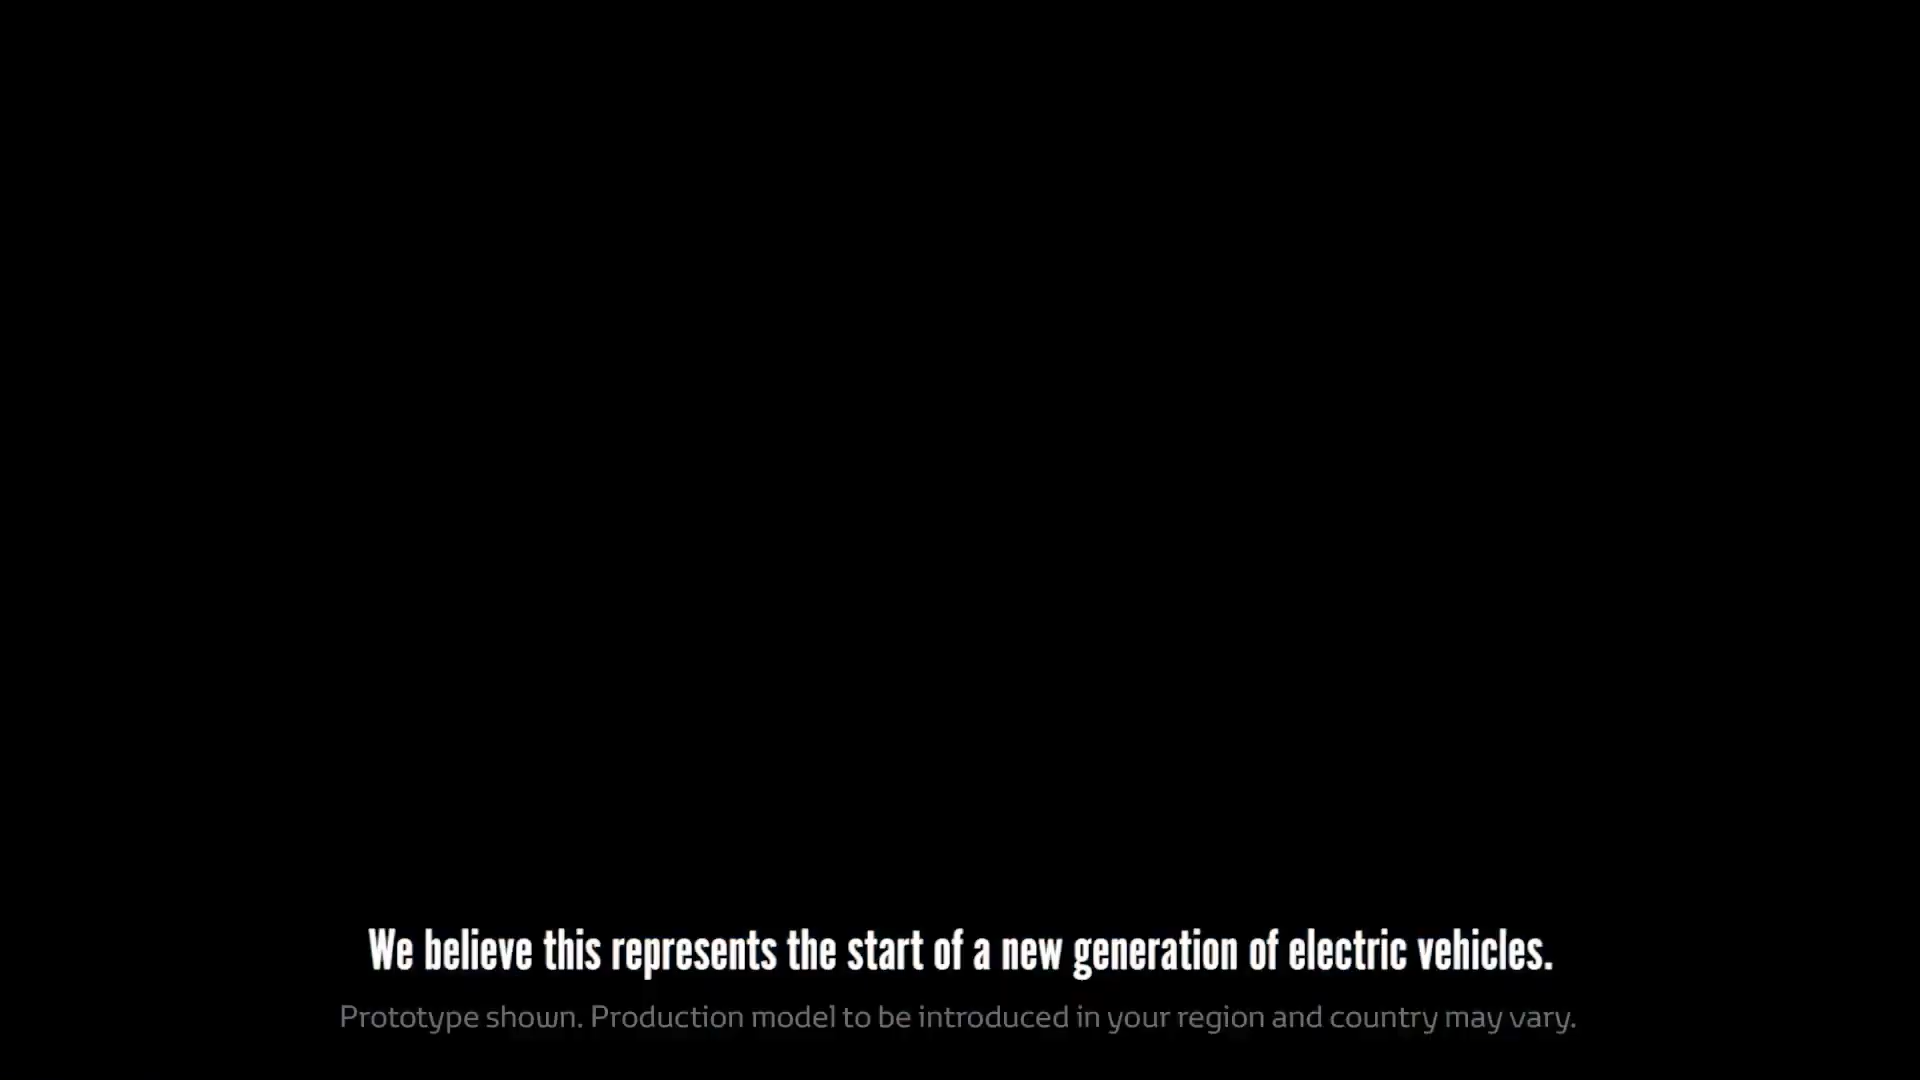 We believe this represents the start of a new generation of electric vehicles.
Prototype shown. Production model to be introduced in your region and country may vary.